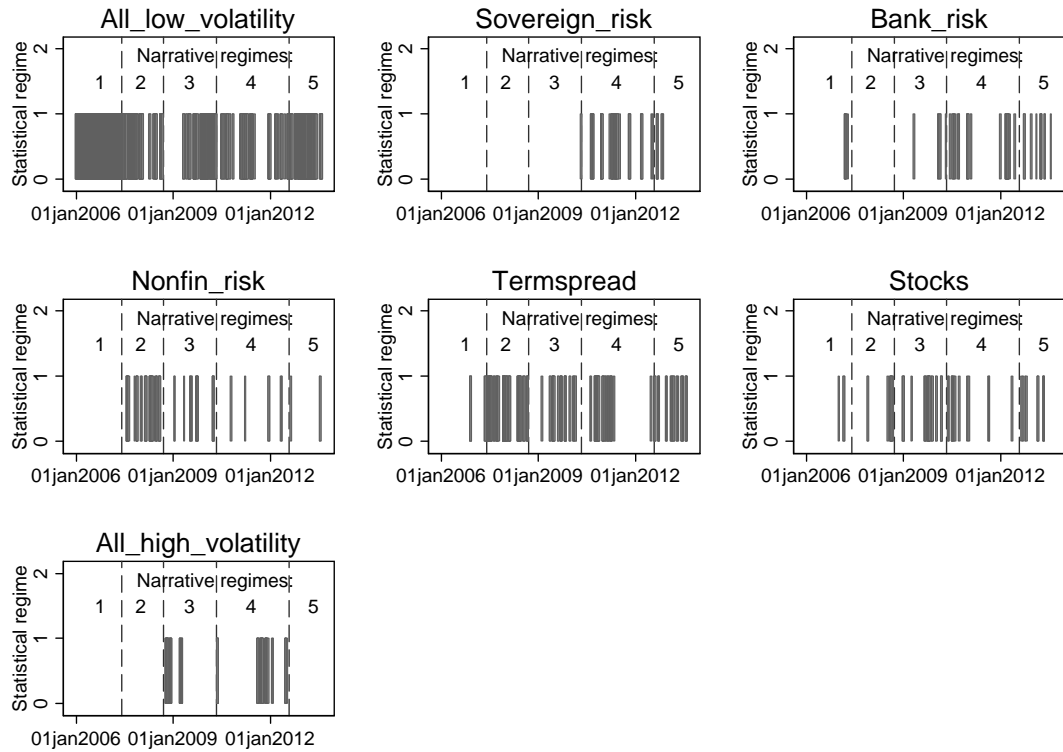 All_low_volatility
Statistical regime
0 1 2
Narrative regimes:
1 2 3 4 5
01jan2006 01jan2009 01jan2012
Sovereign_risk
Statistical regime
0 1 2
Narrative regimes:
1 2 3 4 5
01jan2006 01jan2009 01jan2012
Bank_risk
Statistical regime
0 1 2
Narrative regimes:
1 2 3 4 5
01jan2006 01jan2009 01jan2012
Nonfin_risk
Statistical regime
0 1 2
Narrative regimes:
1 2 3 4 5
01jan2006 01jan2009 01jan2012
Termspread
Statistical regime
0 1 2
Narrative regimes:
1 2 3 4 5
01jan2006 01jan2009 01jan2012
Stocks
Statistical regime
0 1 2
Narrative regimes:
1 2 3 4 5
01jan2006 01jan2009 01jan2012
All_high_volatility
Statistical regime
0 1 2
Narrative regimes:
1 2 3 4 5
01jan2006 01jan2009 01jan2012